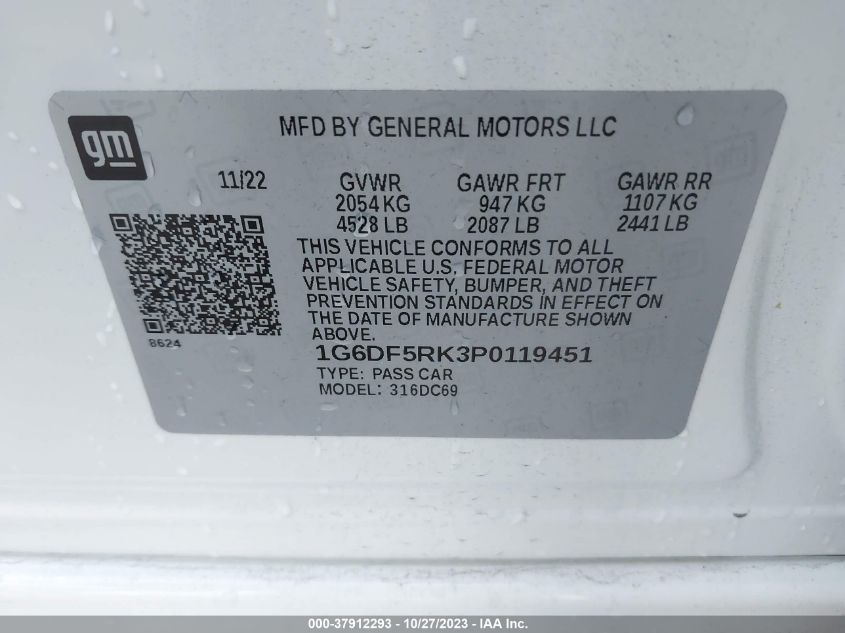 gm
MFD BY GENERAL MOTORS LLC
11/22 GVWR GAWR FRT GAWR RR
2054 KG 947 KG 1107 KG
4528 LB 2087 LB 2441 LB
THIS VEHICLE CONFORMS TO ALL
APPLICABLE U.S. FEDERAL MOTOR
VEHICLE SAFETY, BUMPER, AND THEFT
PREVENTION STANDARDS IN EFFECT ON
THE DATE OF MANUFACTURE SHOWN
ABOVE.
8624
1G6DF5RK3P0119451
TYPE: PASS CAR
MODEL: 316DC69
000-37912293 - 10/27/2023 - IAA Inc.